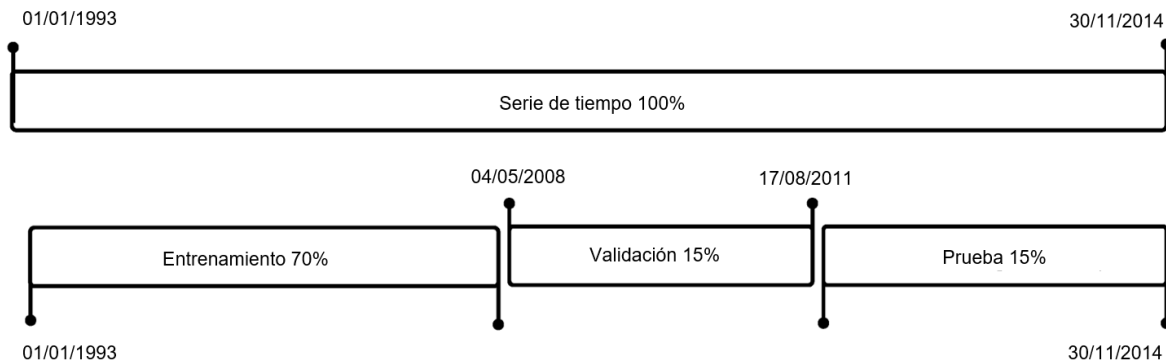 01/01/1993
30/11/2014
Serie de tiempo 100%
04/05/2008
17/08/2011
Entrenamiento 70%
Validación 15%
Prueba 15%
01/01/1993
30/11/2014